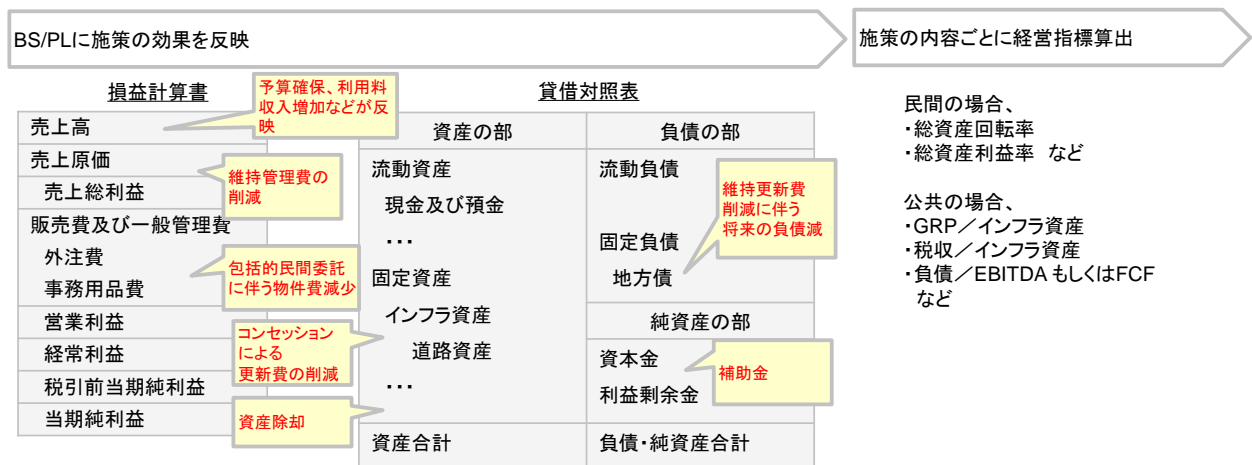 BS/PLに施策の効果を反映
施策の内容ごとに経営指標算出
損益計算書
売上高
売上原価
売上総利益
販売費及び一般管理費
外注費
事務用品費
営業利益
経常利益
税引前当期純利益
当期純利益
予算確保、利用料
収入増加などが反
映
維持管理費の
削減
包括的民間委託
に伴う物件費減少
コンセッション
による
更新費の削減
資産除却
貸借対照表
資産の部
流動資産
現金及び預金
・・・
固定資産
インフラ資産
道路資産
・・・
資産合計
負債の部
流動負債
固定負債
地方債
純資産の部
資本金
利益剰余金
負債・純資産合計
維持更新費
削減に伴う
将来の負債減
補助金
民間の場合、
・総資産回転率
・総資産利益率 など
公共の場合、
・GRP/インフラ資産
・税収/インフラ資産
・負債/EBITDA もしくはFCF
など